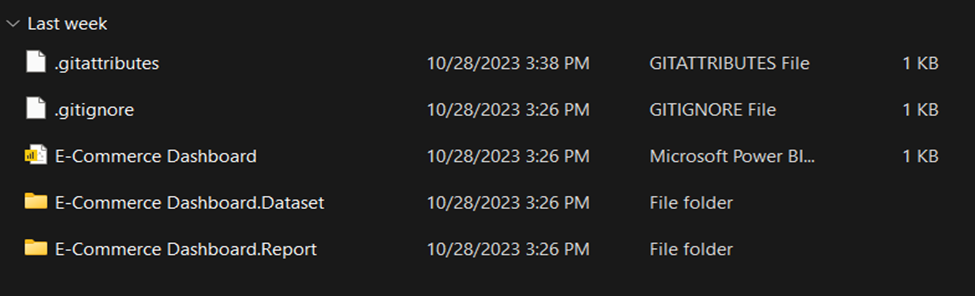 Last week
.gitattributes 10/28/2023 3:38 PM GITATTRIBUTES File 1 KB
.gitignore 10/28/2023 3:26 PM GITIGNORE File 1 KB
E-Commerce Dashboard 10/28/2023 3:26 PM Microsoft Power BI... 1 KB
E-Commerce Dashboard.Dataset 10/28/2023 3:26 PM File folder
E-Commerce Dashboard.Report 10/28/2023 3:26 PM File folder